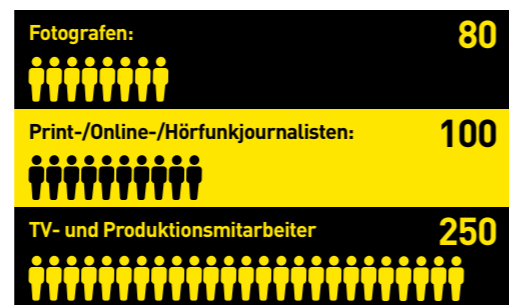 Fotografen: 80
Print-/Online-/Hörfunkjournalisten: 100
TV- und Produktionsmitarbeiter 250